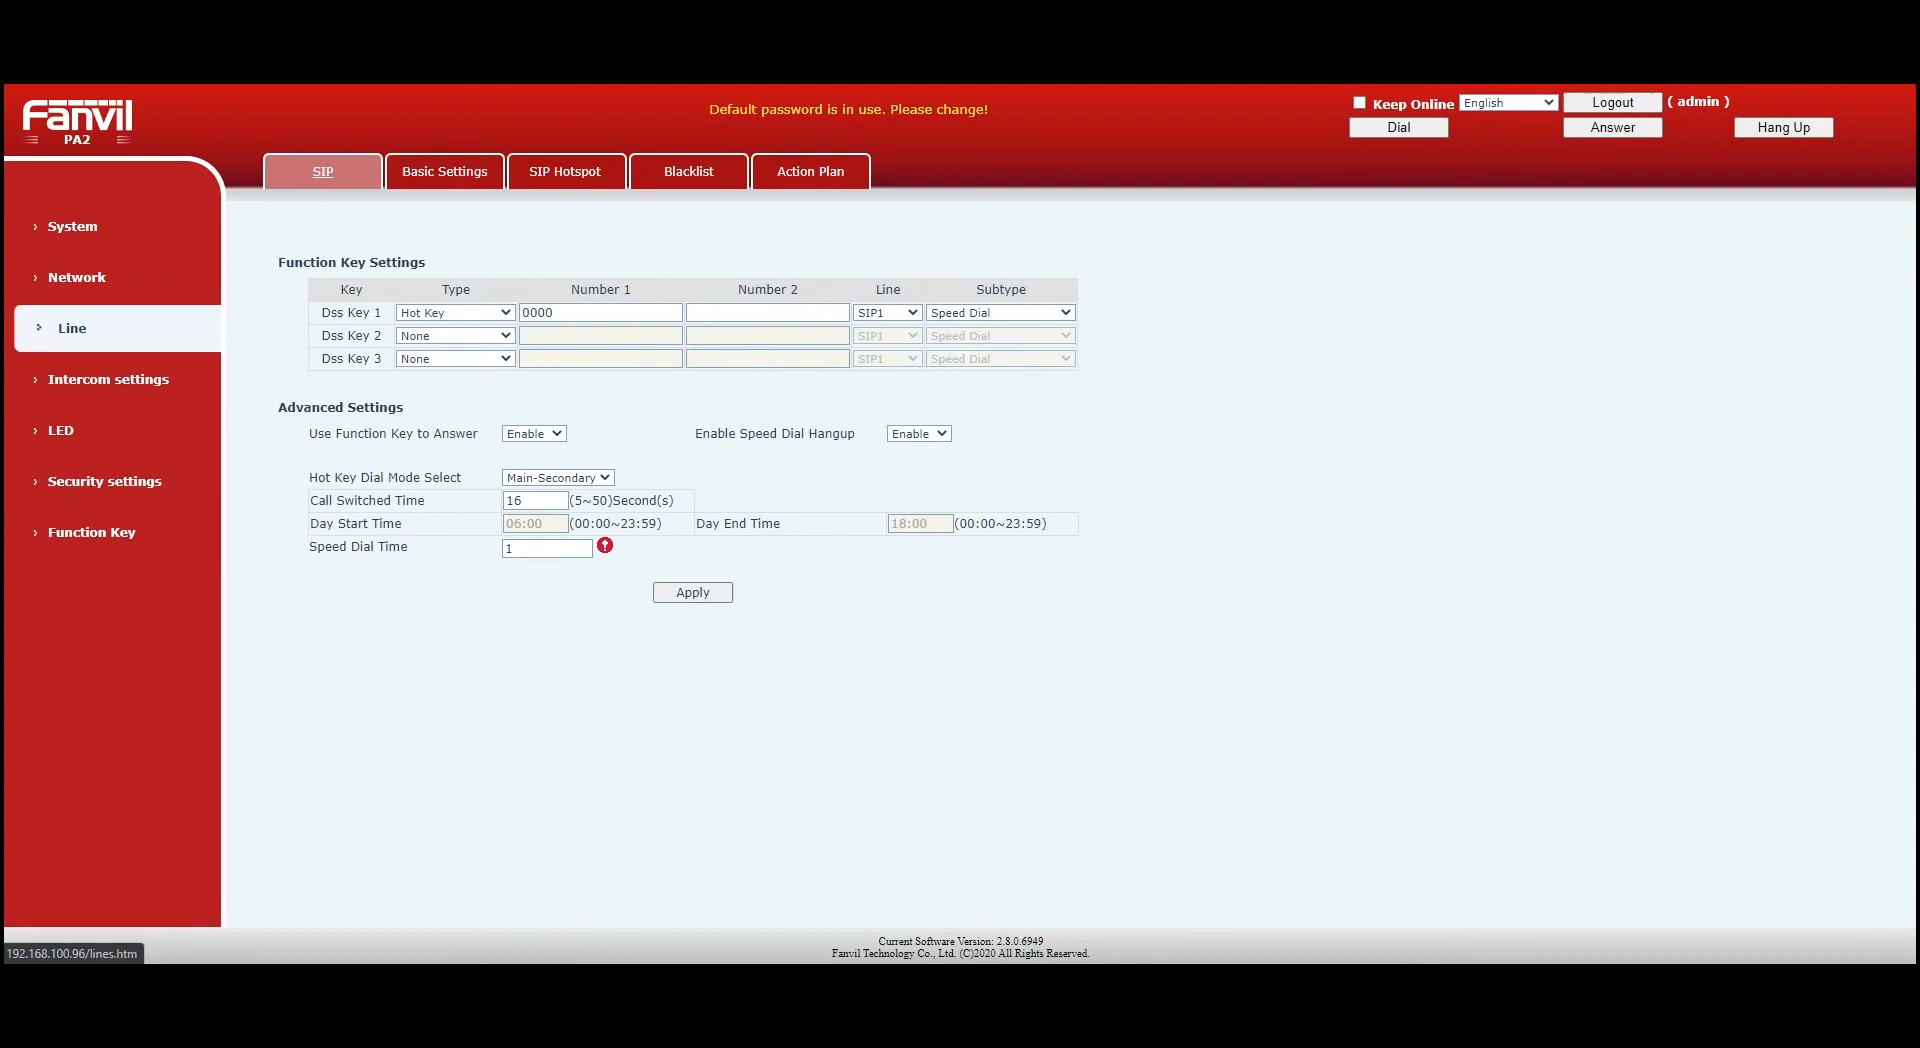 Fanvil
PA2
Default password is in use. Please change!
Keep Online English Logout ( admin )
Dial Answer Hang Up
SIP Basic Settings SIP Hotspot Blacklist Action Plan
› System
› Network
› Line
› Intercom settings
› LED
› Security settings
› Function Key
Function Key Settings
Key Type Number 1 Number 2 Line Subtype
Dss Key 1 Hot Key 0000 SIP1 Speed Dial
Dss Key 2 None SIP1 Speed Dial
Dss Key 3 None SIP1 Speed Dial
Advanced Settings
Use Function Key to Answer Enable Enable Speed Dial Hangup Enable
Hot Key Dial Mode Select Main-Secondary
Call Switched Time 16 (5~50)Second(s)
Day Start Time 06:00 (00:00~23:59) Day End Time 18:00 (00:00~23:59)
Speed Dial Time 1
Apply
Current Software Version: 2.8.0.6949
Fanvil Technology Co., Ltd. (C)2020 All Rights Reserved.
192.168.100.96/lines.htm